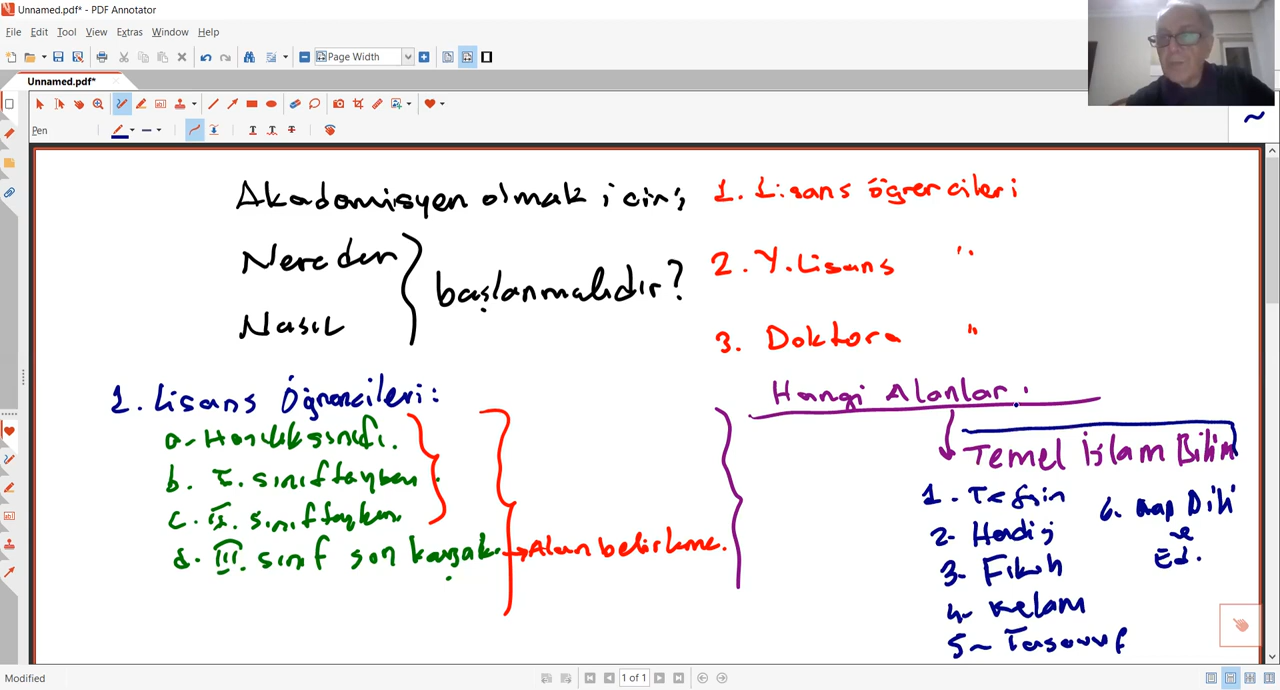 Unnamed.pdf* - PDF Annotator
File Edit Tool View Extras Window Help
Page Width
Unnamed.pdf*
Pen
Akademisyen olmak için;
Nereden
Nasıl
başlanmalıdır?
1. Lisans öğrencileri
2. Y. Lisans "
3. Doktora "
1. Lisans Öğrencileri:
a- Hazırlık sınıfı.
b. I. sınıftayken
c. II. sınıftayken
d. III. sınıf son
→ Alan belirleme.
Hangi Alanlar.
Temel İslam Bilim
1. Tefsir
2. Hadis
3- Fıkıh
4- Kelam
5~ Tasavvuf
6. Arap Dili
ve
Ed.
1 of 1
Modified